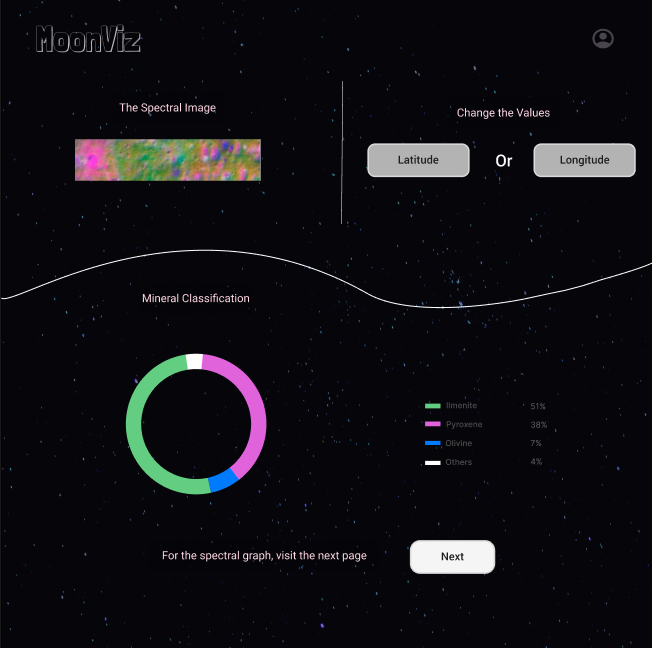 MoonViz
The Spectral Image
Change the Values
Latitude
Or
Longitude
Mineral Classification
Ilmenite 51%
Pyroxene 38%
Olivine 7%
Others 4%
For the spectral graph, visit the next page
Next